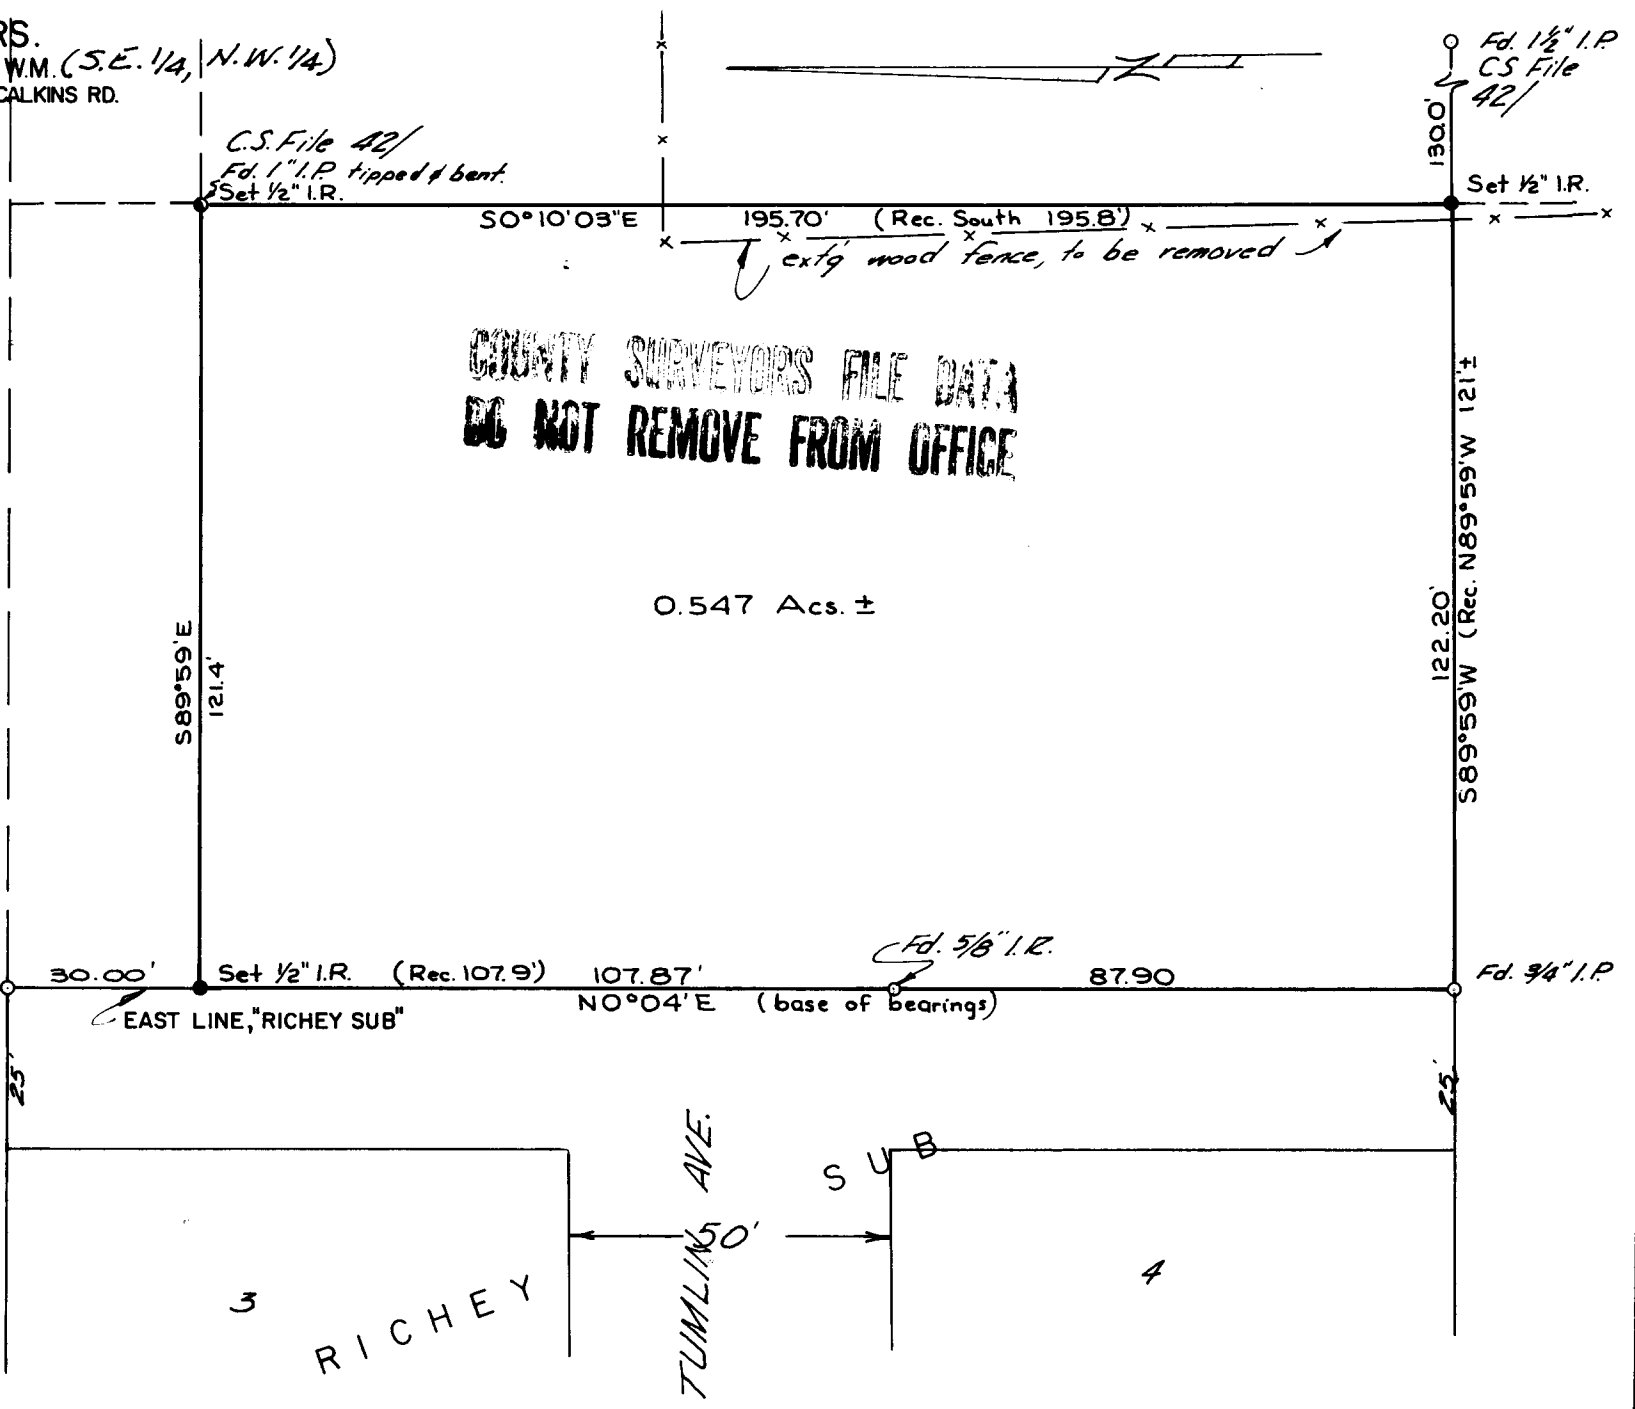 RS.
W.M. (S.E. 1/4, N.W. 1/4)
CALKINS RD.
N
Fd. 1½" I.P.
CS File
42/
130.0'
C.S. File 42/
Fd. 1" I.P. tipped & bent.
Set ½" I.R.
Set ½" I.R.
S0°10'03"E 195.70' (Rec. South 195.8')
ext'g wood fence, to be removed
COUNTY SURVEYORS FILE DATA
DO NOT REMOVE FROM OFFICE
0.547 Acs. ±
S89°59'E
121.4'
122.20'
S89°59'W (Rec. N89°59'W 121'±
Fd. 5/8" I.R.
30.00'
Set ½" I.R. (Rec. 107.9') 107.87'
87.90
Fd. 3/4" I.P.
N0°04'E (base of bearings)
EAST LINE, "RICHEY SUB"
25'
25'
TUMLIN AVE.
50'
3
4
RICHEY SUB